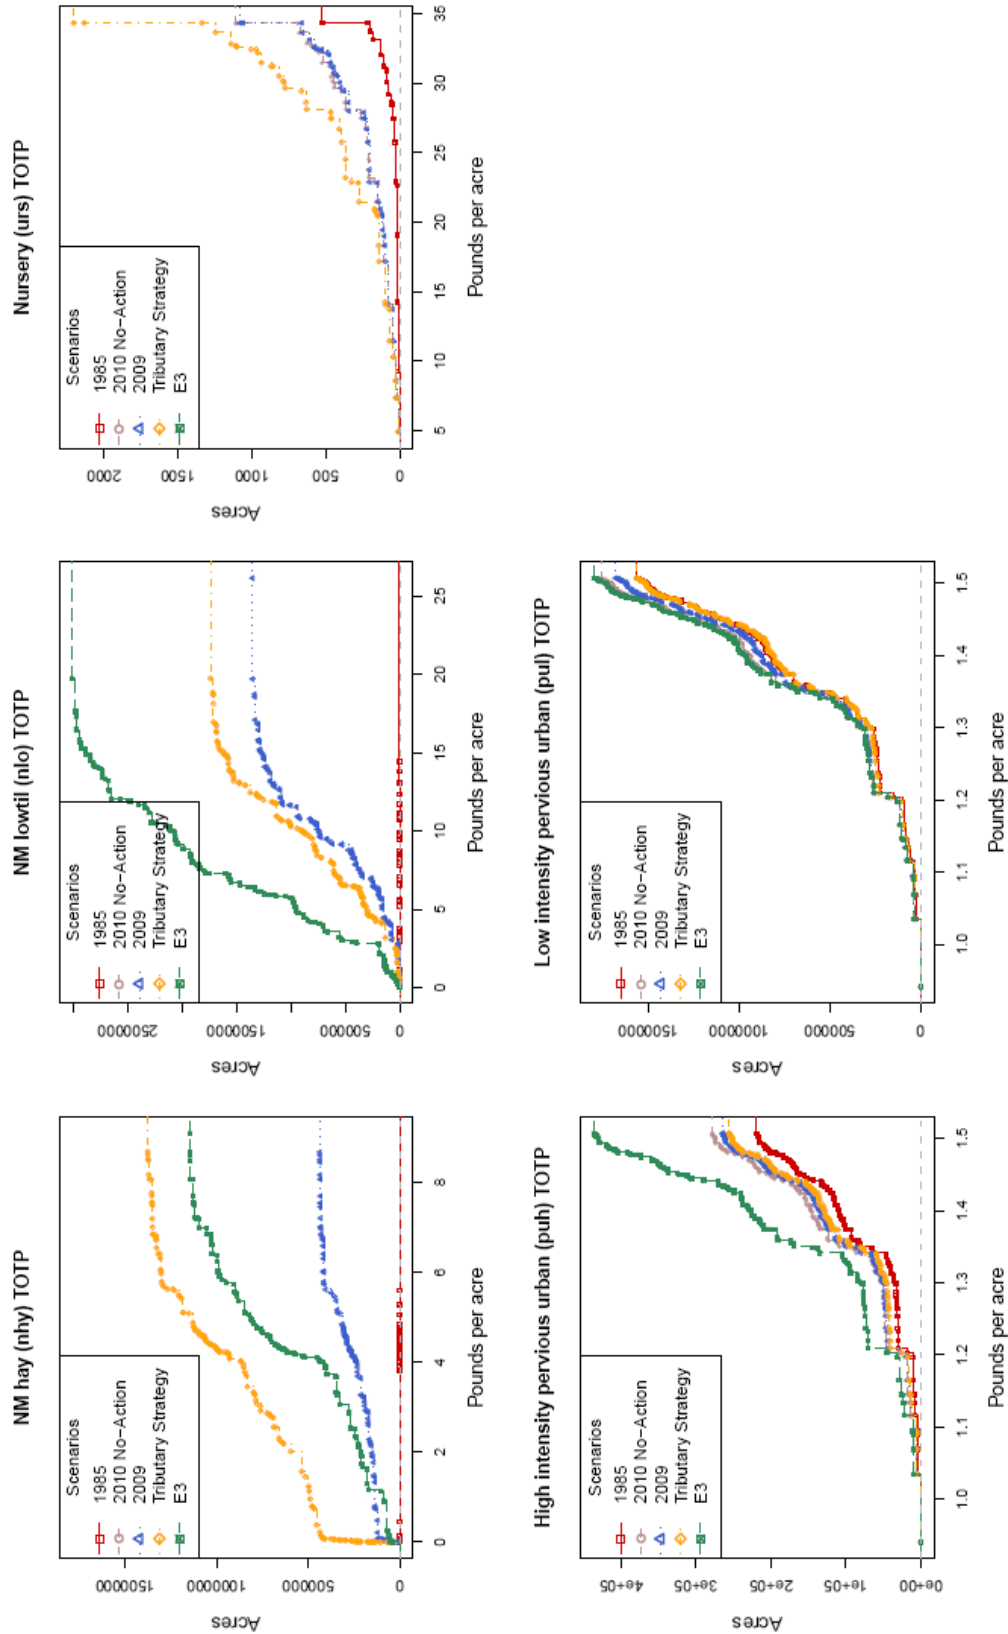 NM hay (nhy) TOTP
Acres
0 500000 1000000 1500000
Scenarios
1985
2010 No−Action
2009
Tributary Strategy
E3
0 2 4 6 8
Pounds per acre
NM lowtil (nlo) TOTP
Acres
0 500000 1500000 2500000
Scenarios
1985
2010 No−Action
2009
Tributary Strategy
E3
0 5 10 15 20 25
Pounds per acre
Nursery (urs) TOTP
Acres
0 500 1000 1500 2000
Scenarios
1985
2010 No−Action
2009
Tributary Strategy
E3
5 10 15 20 25 30 35
Pounds per acre
High intensity pervious urban (puh) TOTP
Acres
0e+00 1e+05 2e+05 3e+05 4e+05
Scenarios
1985
2010 No−Action
2009
Tributary Strategy
E3
1.0 1.1 1.2 1.3 1.4 1.5
Pounds per acre
Low intensity pervious urban (pul) TOTP
Acres
0 500000 1000000 1500000
Scenarios
1985
2010 No−Action
2009
Tributary Strategy
E3
1.0 1.1 1.2 1.3 1.4 1.5
Pounds per acre